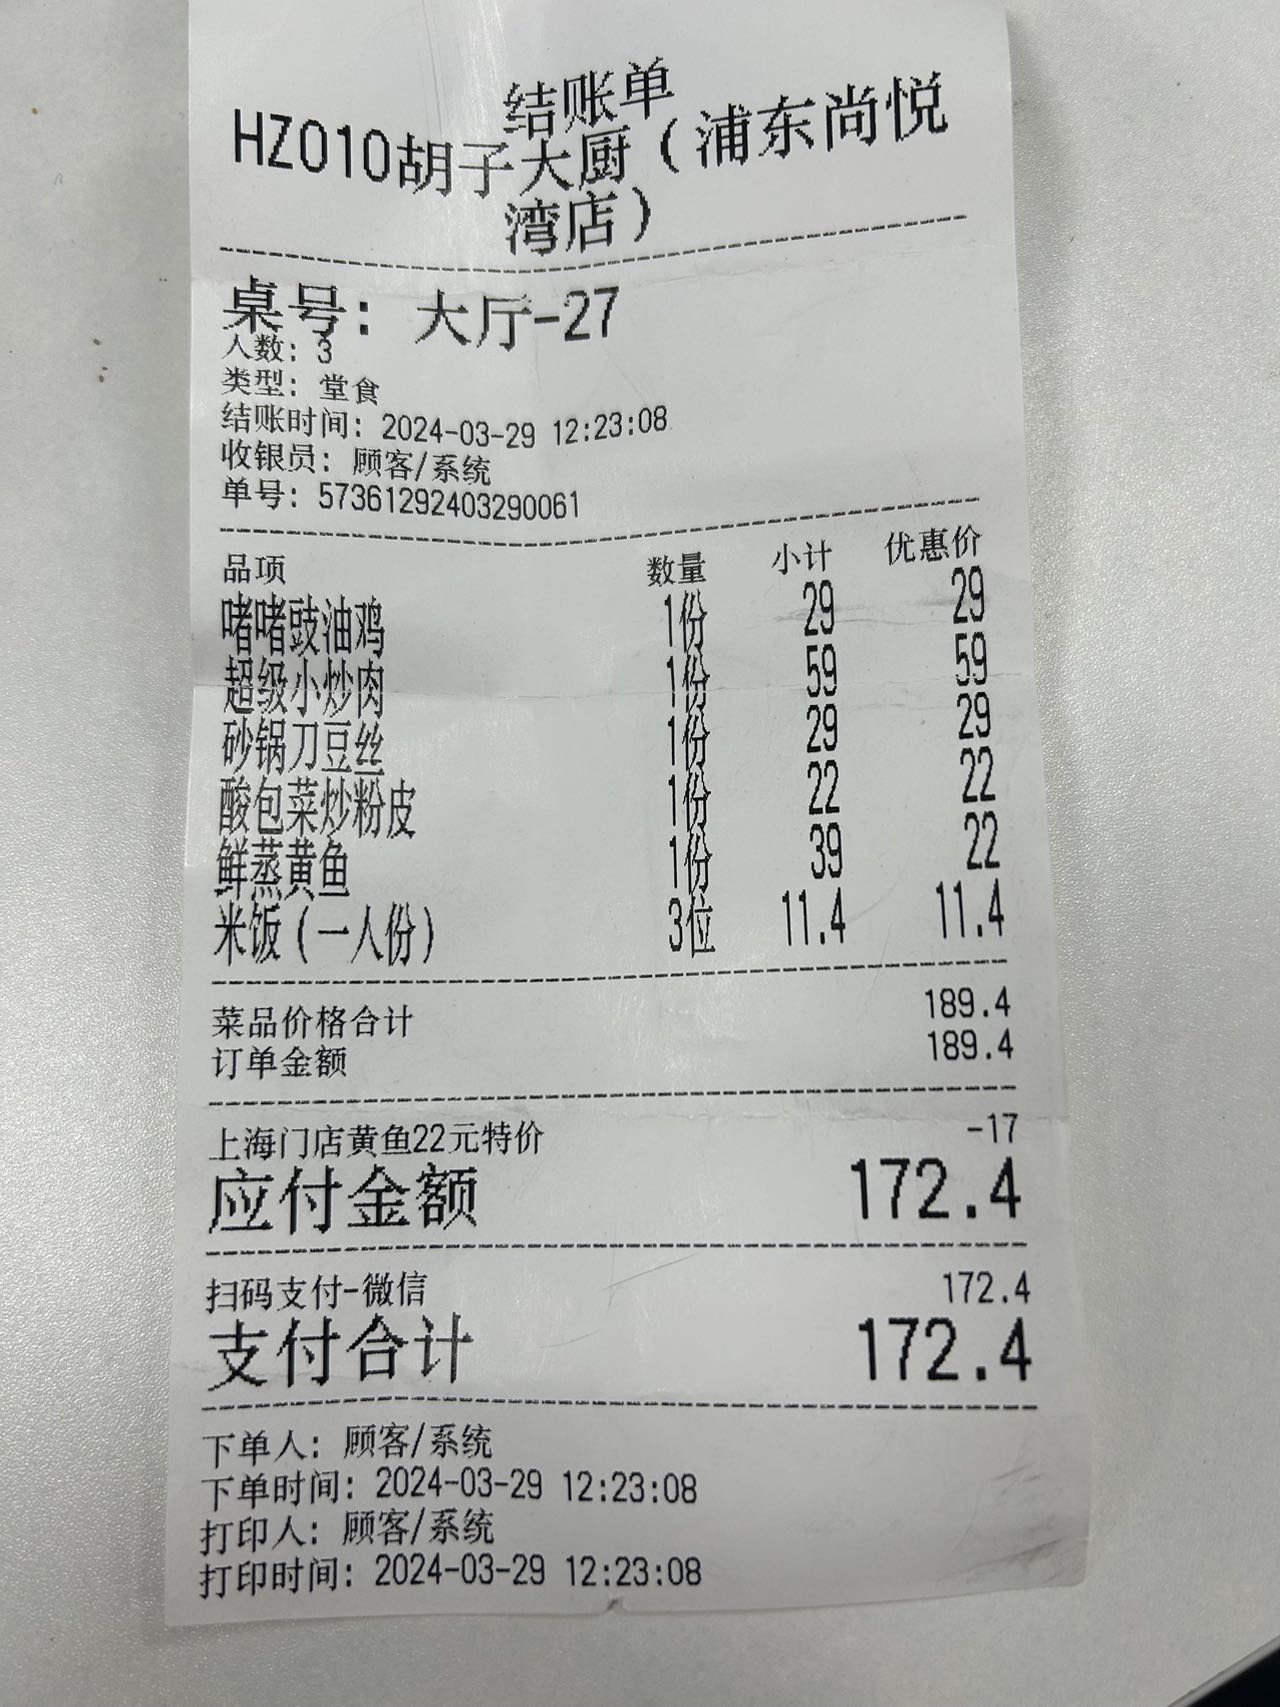 结账单
HZ010胡子大厨（浦东尚悦
湾店）
桌号：大厅-27
人数：3
类型：堂食
结账时间：2024-03-29 12:23:08
收银员：顾客/系统
单号：57361292403290061
品项 数量 小计 优惠价
啫啫豉油鸡 1份 29 29
超级小炒肉 1份 59 59
砂锅刀豆丝 1份 29 29
酸包菜炒粉皮 1份 22 22
鲜蒸黄鱼 1份 39 22
米饭（一人份） 3位 11.4 11.4
菜品价格合计 189.4
订单金额 189.4
上海门店黄鱼22元特价 -17
应付金额 172.4
扫码支付-微信 172.4
支付合计 172.4
下单人：顾客/系统
下单时间：2024-03-29 12:23:08
打印人：顾客/系统
打印时间：2024-03-29 12:23:08